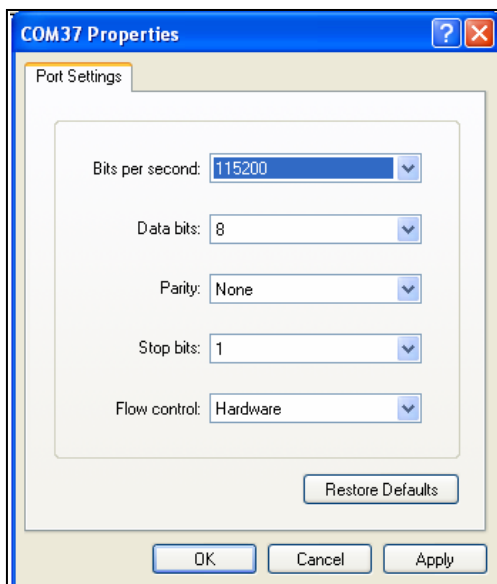 COM37 Properties
Port Settings
Bits per second: 115200
Data bits: 8
Parity: None
Stop bits: 1
Flow control: Hardware
Restore Defaults
OK Cancel Apply